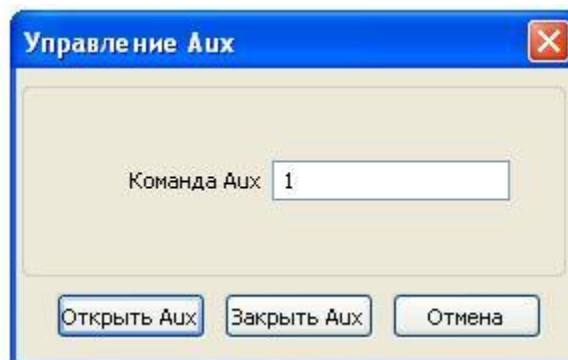 Управление Aux
Команда Aux 1
Открыть Aux Закрыть Aux Отмена